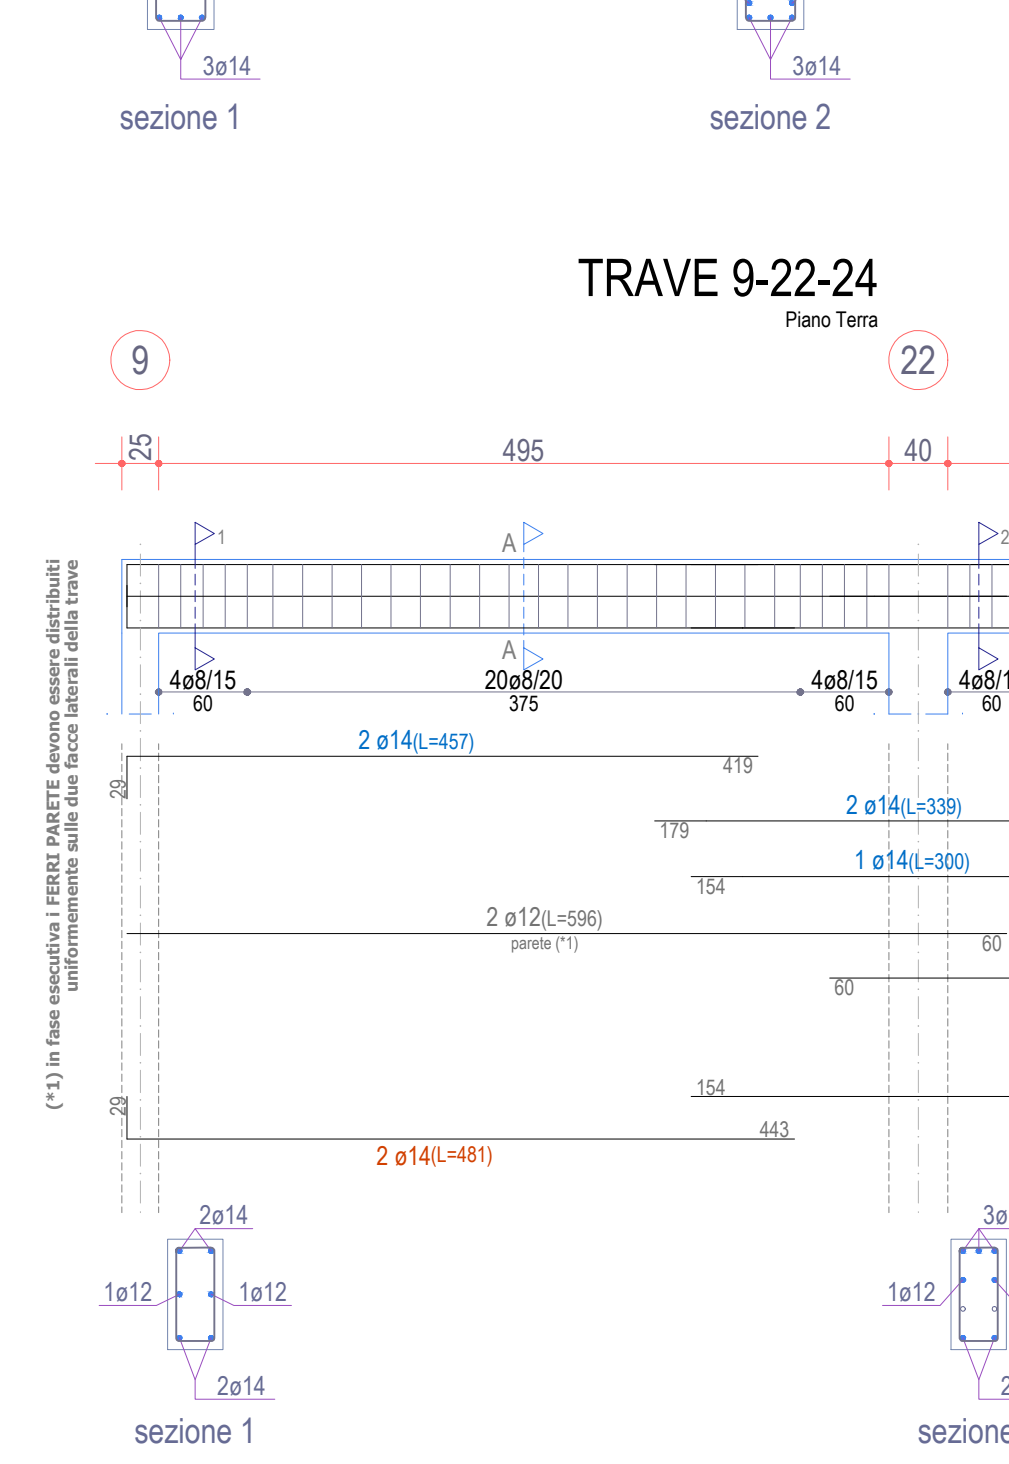 3ø14
3ø14
sezione 1
sezione 2
TRAVE 9-22-24
Piano Terra
9
22
25
495
40
1
A
2
A
4ø8/15
20ø8/20
4ø8/15
60
375
60
60
(*1) in fase esecutiva i FERRI PARETE devono essere distribuiti
uniformemente sulle due facce laterali della trave
2 ø14(L=457)
29
419
2 ø14(L=339)
179
1 ø14(L=300)
154
2 ø12(L=596)
parete (*1)
60
60
154
29
443
2 ø14(L=481)
2ø14
1ø12
1ø12
1ø12
2ø14
sezione 1
sezione